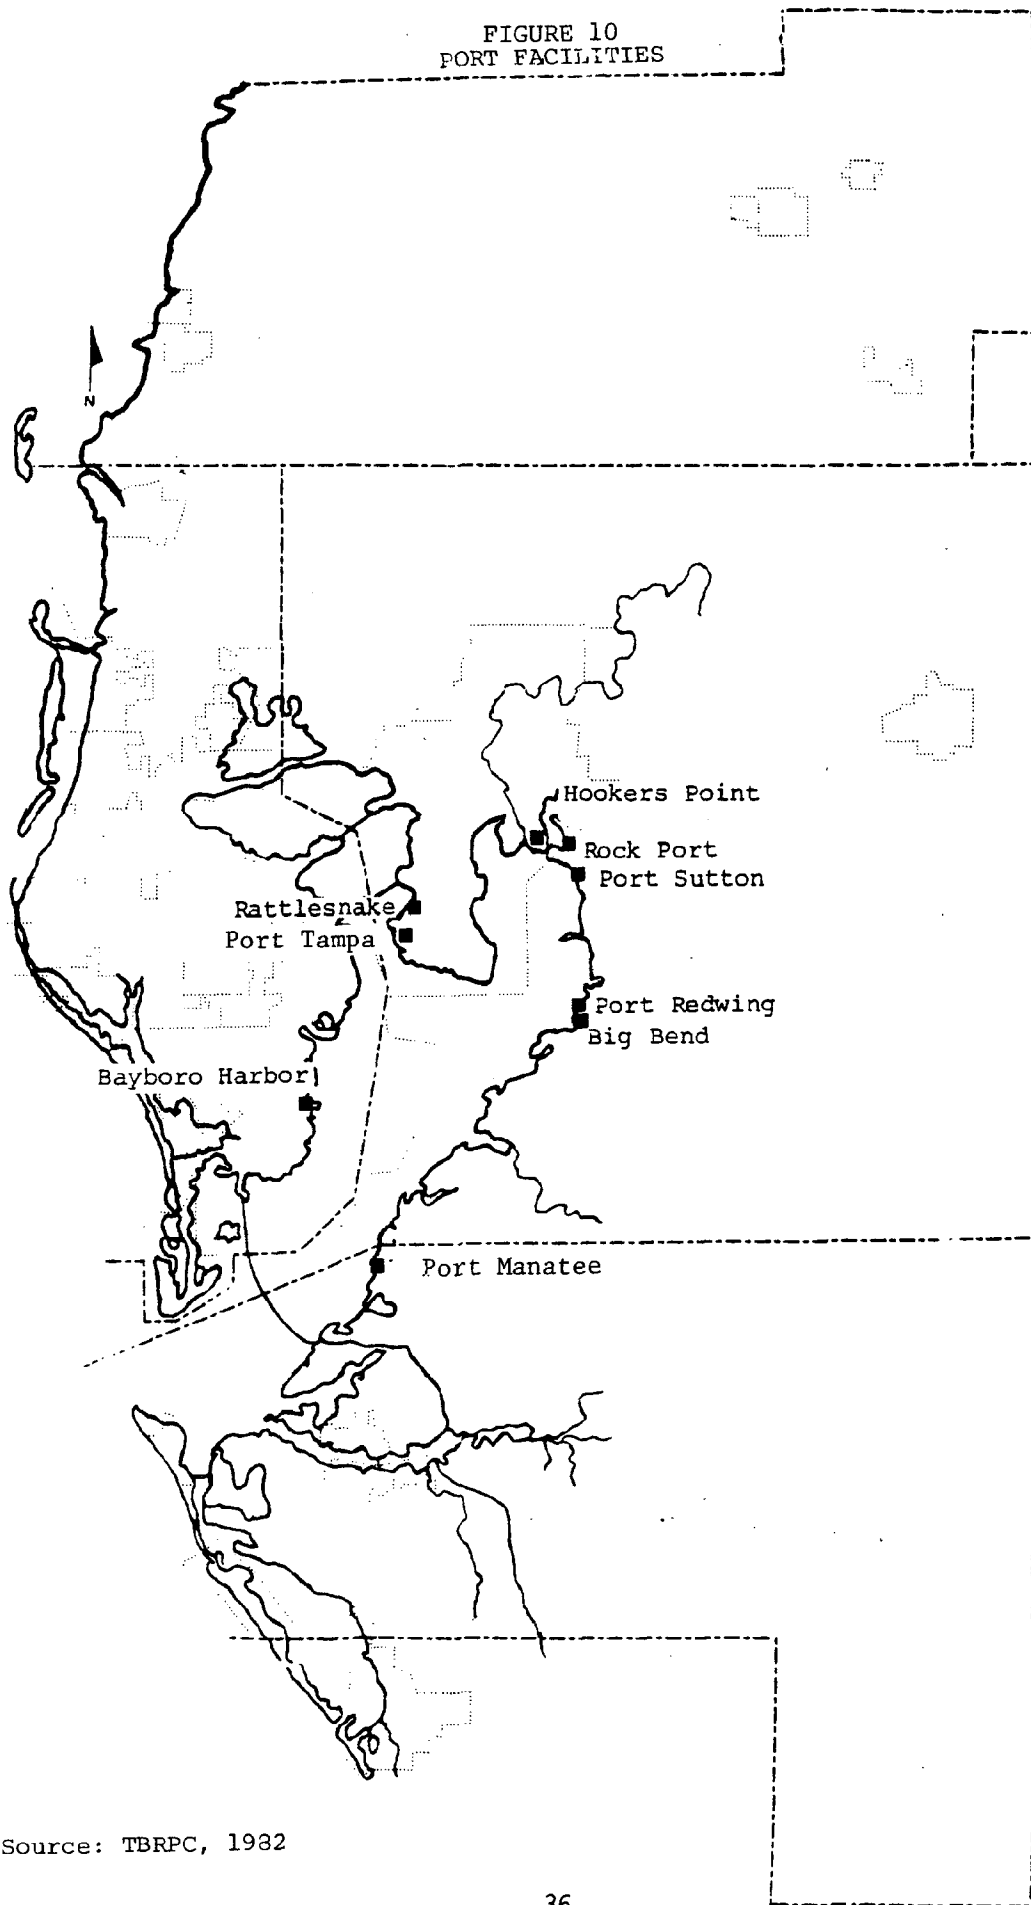 FIGURE 10
PORT FACILITIES
N
Hookers Point
Rock Port
Port Sutton
Rattlesnake
Port Tampa
Port Redwing
Big Bend
Bayboro Harbor
Port Manatee
Source: TBRPC, 1982
36